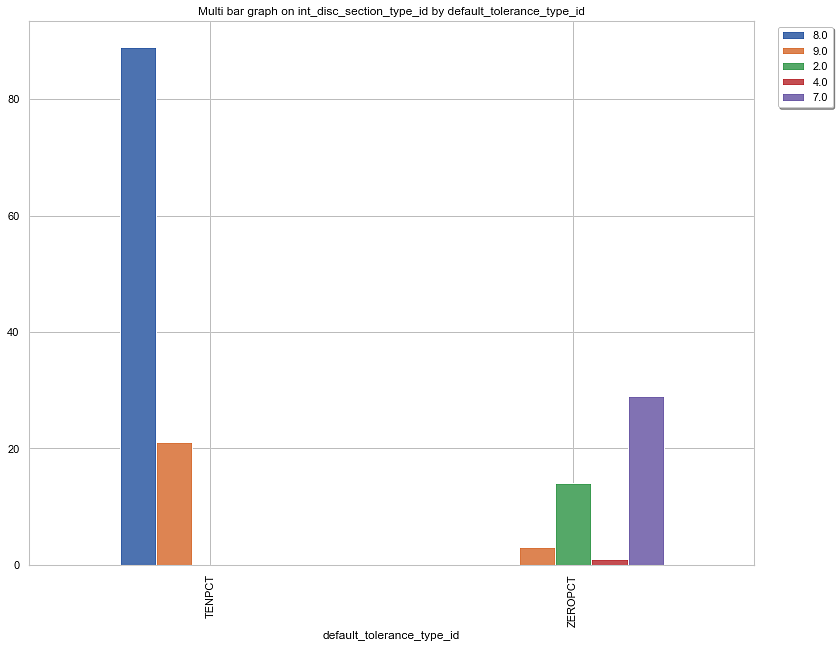 Multi bar graph on int_disc_section_type_id by default_tolerance_type_id
8.0
9.0
2.0
4.0
7.0
80
60
40
20
0
TENPCT
ZEROPCT
default_tolerance_type_id